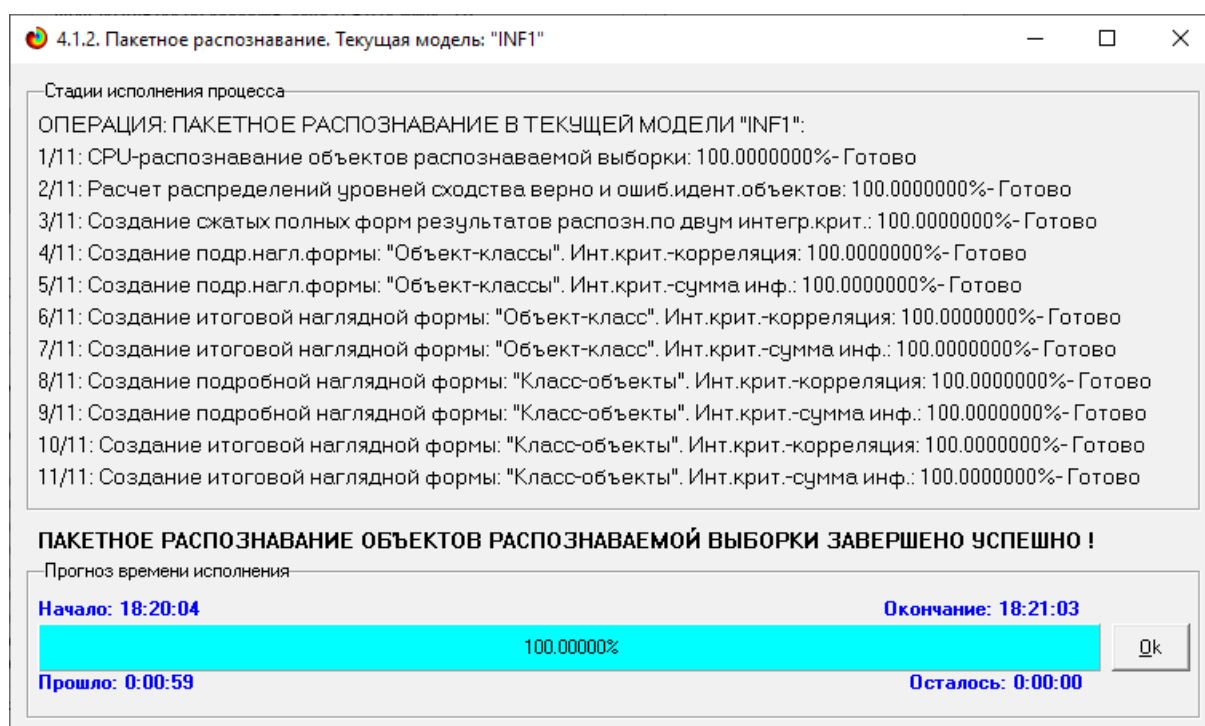 4.1.2. Пакетное распознавание. Текущая модель: "INF1"
Стадии исполнения процесса
ОПЕРАЦИЯ: ПАКЕТНОЕ РАСПОЗНАВАНИЕ В ТЕКУЩЕЙ МОДЕЛИ "INF1":
1/11: CPU-распознавание объектов распознаваемой выборки: 100.0000000%- Готово
2/11: Расчет распределений уровней сходства верно и ошиб.идент.объектов: 100.0000000%- Готово
3/11: Создание сжатых полных форм результатов распозн.по двум интегр.крит.: 100.0000000%- Готово
4/11: Создание подр.нагл.формы: "Объект-классы". Инт.крит.-корреляция: 100.0000000%- Готово
5/11: Создание подр.нагл.формы: "Объект-классы". Инт.крит.-сумма инф.: 100.0000000%- Готово
6/11: Создание итоговой наглядной формы: "Объект-класс". Инт.крит.-корреляция: 100.0000000%- Готово
7/11: Создание итоговой наглядной формы: "Объект-класс". Инт.крит.-сумма инф.: 100.0000000%- Готово
8/11: Создание подробной наглядной формы: "Класс-объекты". Инт.крит.-корреляция: 100.0000000%- Готово
9/11: Создание подробной наглядной формы: "Класс-объекты". Инт.крит.-сумма инф.: 100.0000000%- Готово
10/11: Создание итоговой наглядной формы: "Класс-объекты". Инт.крит.-корреляция: 100.0000000%- Готово
11/11: Создание итоговой наглядной формы: "Класс-объекты". Инт.крит.-сумма инф.: 100.0000000%- Готово
ПАКЕТНОЕ РАСПОЗНАВАНИЕ ОБЪЕКТОВ РАСПОЗНАВАЕМОЙ ВЫБОРКИ ЗАВЕРШЕНО УСПЕШНО !
Прогноз времени исполнения
Начало: 18:20:04 Окончание: 18:21:03
100.00000% Ok
Прошло: 0:00:59 Осталось: 0:00:00